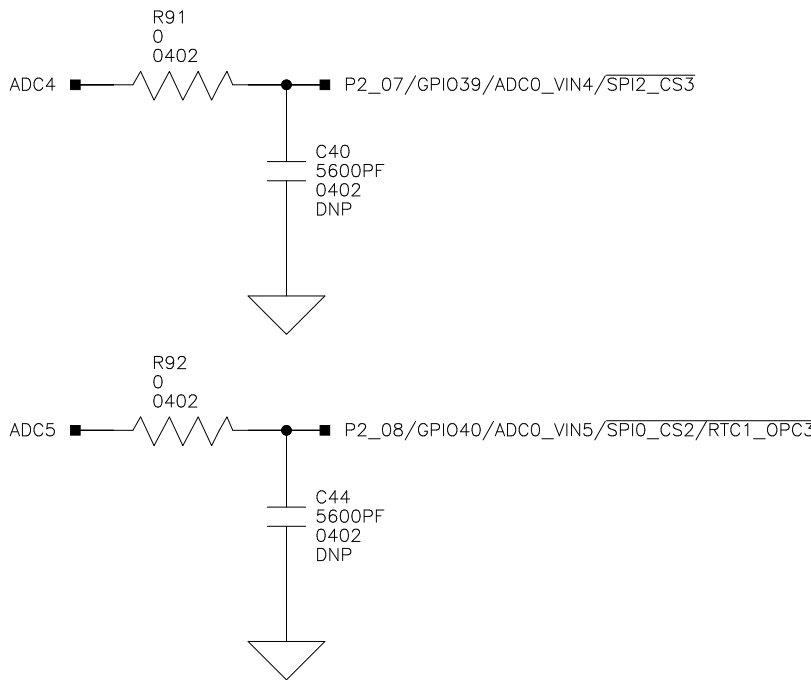 R91
0
0402
ADC4
P2_07/GPIO39/ADC0_VIN4/SPI2_CS3
C40
5600PF
0402
DNP
R92
0
0402
ADC5
P2_08/GPIO40/ADC0_VIN5/SPI0_CS2/RTC1_OPC3
C44
5600PF
0402
DNP